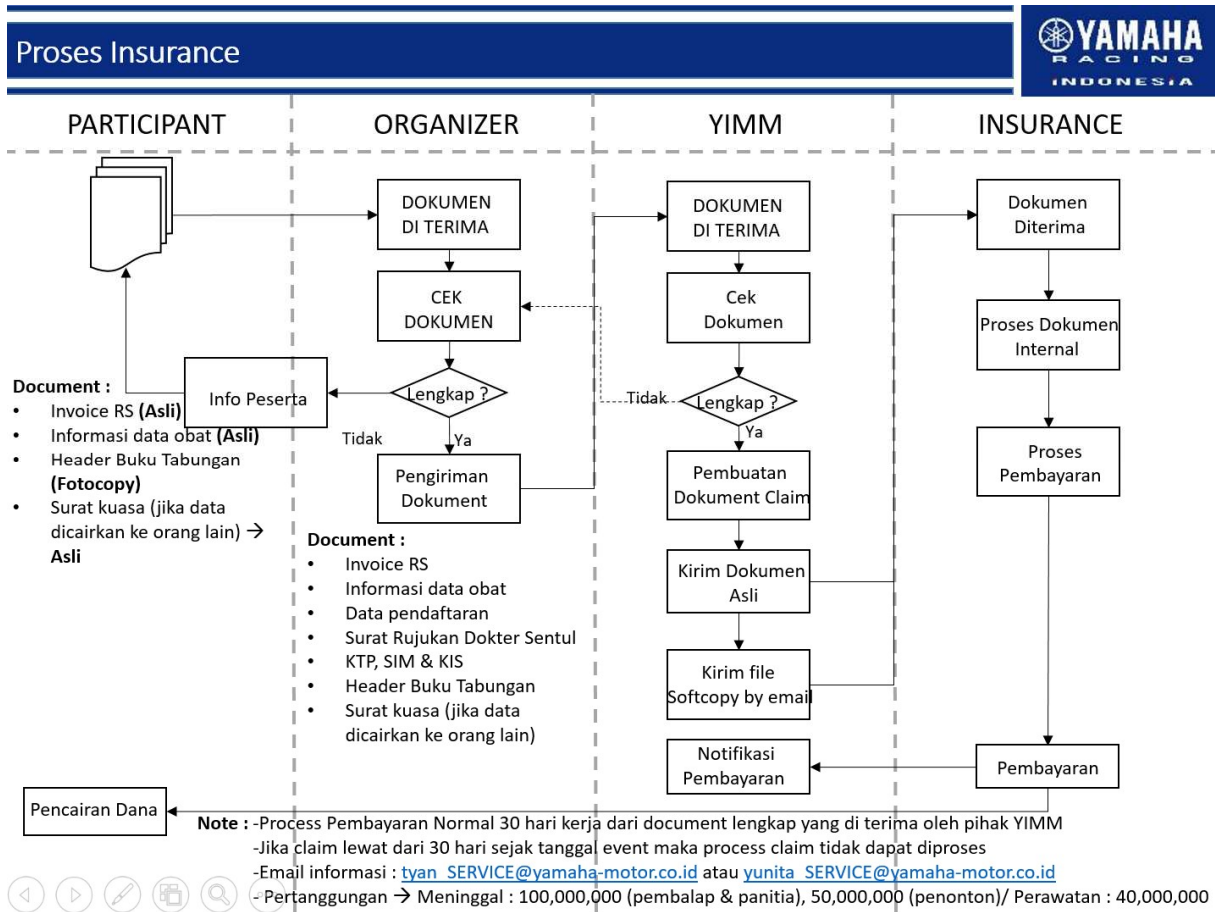 Proses Insurance
YAMAHA
RACING
INDONESIA
PARTICIPANT
ORGANIZER
YIMM
INSURANCE
DOKUMEN
DI TERIMA
CEK
DOKUMEN
Lengkap ?
Info Peserta
Tidak
Ya
Pengiriman
Dokument
Document :
• Invoice RS (Asli)
• Informasi data obat (Asli)
• Header Buku Tabungan
(Fotocopy)
• Surat kuasa (jika data
dicairkan ke orang lain) →
Asli
Document :
• Invoice RS
• Informasi data obat
• Data pendaftaran
• Surat Rujukan Dokter Sentul
• KTP, SIM & KIS
• Header Buku Tabungan
• Surat kuasa (jika data
dicairkan ke orang lain)
DOKUMEN
DI TERIMA
Cek
Dokumen
Tidak
Lengkap ?
Ya
Pembuatan
Dokument Claim
Kirim Dokumen
Asli
Kirim file
Softcopy by email
Notifikasi
Pembayaran
Dokumen
Diterima
Proses Dokumen
Internal
Proses
Pembayaran
Pembayaran
Pencairan Dana
Note : -Process Pembayaran Normal 30 hari kerja dari document lengkap yang di terima oleh pihak YIMM
-Jika claim lewat dari 30 hari sejak tanggal event maka process claim tidak dapat diproses
-Email informasi : tyan_SERVICE@yamaha-motor.co.id atau yunita_SERVICE@yamaha-motor.co.id
- Pertanggungan → Meninggal : 100,000,000 (pembalap & panitia), 50,000,000 (penonton)/ Perawatan : 40,000,000